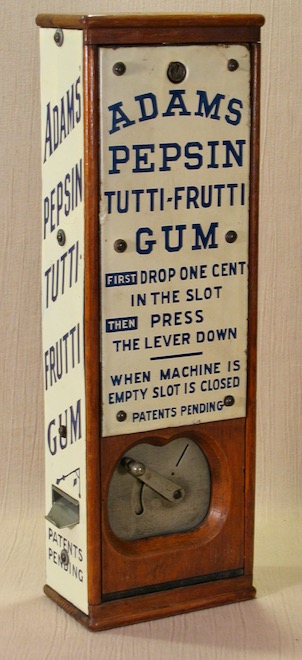 ADAMS
PEPSIN
TUTTI-
FRUTTI
GUM
PATENTS
PENDING
ADAMS
PEPSIN
TUTTI-FRUTTI
GUM
FIRST DROP ONE CENT
IN THE SLOT
THEN PRESS
THE LEVER DOWN
WHEN MACHINE IS
EMPTY SLOT IS CLOSED
PATENTS PENDING